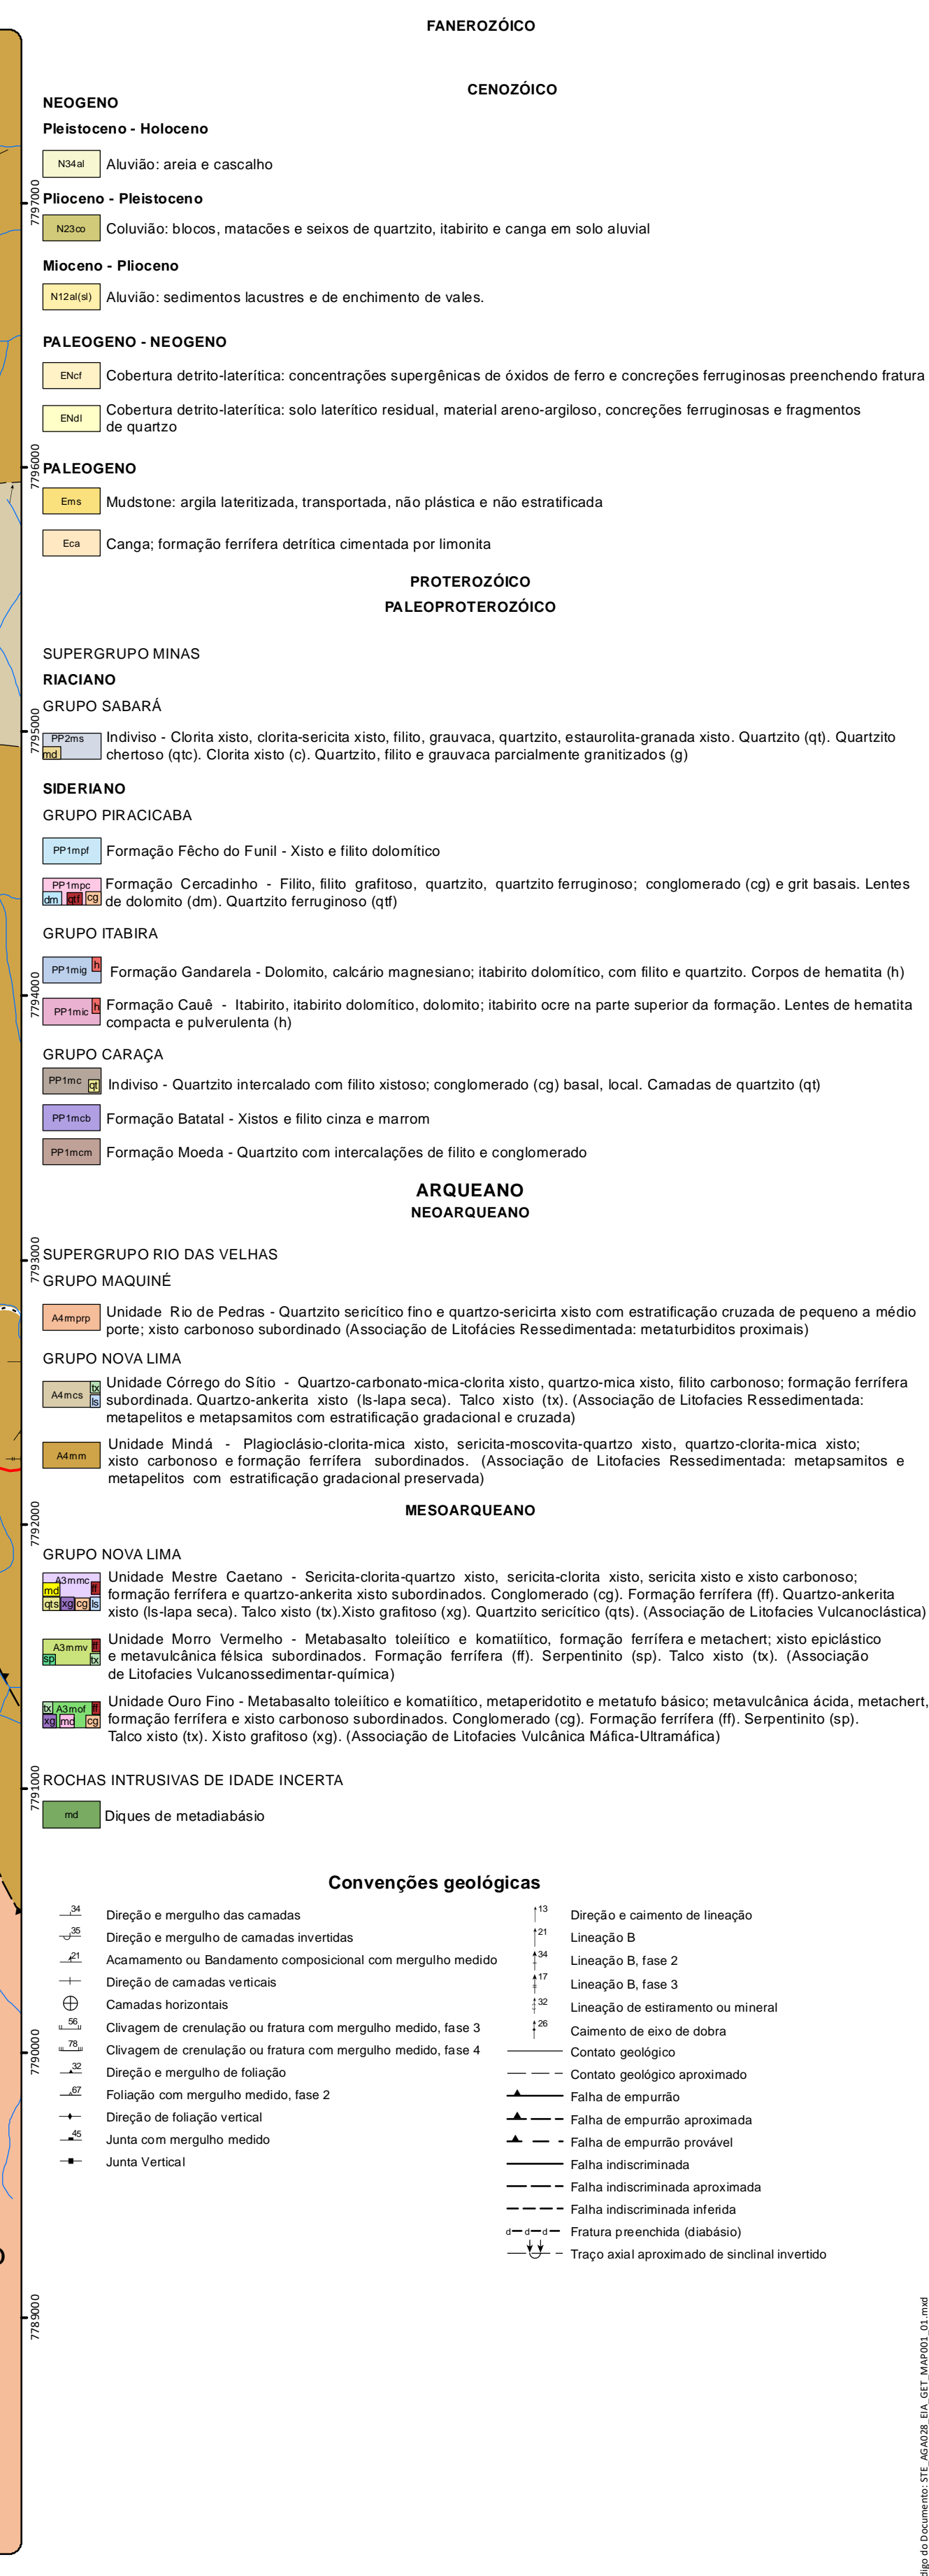 FANEROZÓICO
CENOZÓICO
NEOGENO
Pleistoceno - Holoceno
N34al Aluvião: areia e cascalho
7797000
Plioceno - Pleistoceno
N23co Coluvião: blocos, matacões e seixos de quartzito, itabirito e canga em solo aluvial
Mioceno - Plioceno
N12al(sl) Aluvião: sedimentos lacustres e de enchimento de vales.
PALEOGENO - NEOGENO
ENcf Cobertura detrito-laterítica: concentrações supergênicas de óxidos de ferro e concreções ferruginosas preenchendo fratura
ENdl Cobertura detrito-laterítica: solo laterítico residual, material areno-argiloso, concreções ferruginosas e fragmentos
de quartzo
7796000
PALEOGENO
Ems Mudstone: argila lateritizada, transportada, não plástica e não estratificada
Eca Canga; formação ferrífera detrítica cimentada por limonita
PROTEROZÓICO
PALEOPROTEROZÓICO
SUPERGRUPO MINAS
RIACIANO
GRUPO SABARÁ
7795000
PP2ms md Indiviso - Clorita xisto, clorita-sericita xisto, filito, grauvaca, quartzito, estaurolita-granada xisto. Quartzito (qt). Quartzito
chertoso (qtc). Clorita xisto (c). Quartzito, filito e grauvaca parcialmente granitizados (g)
SIDERIANO
GRUPO PIRACICABA
PP1mpf Formação Fêcho do Funil - Xisto e filito dolomítico
PP1mpc dm qtf cg Formação Cercadinho - Filito, filito grafitoso, quartzito, quartzito ferruginoso; conglomerado (cg) e grit basais. Lentes
de dolomito (dm). Quartzito ferruginoso (qtf)
GRUPO ITABIRA
PP1mig h Formação Gandarela - Dolomito, calcário magnesiano; itabirito dolomítico, com filito e quartzito. Corpos de hematita (h)
7794000
PP1mic h Formação Cauê - Itabirito, itabirito dolomítico, dolomito; itabirito ocre na parte superior da formação. Lentes de hematita
compacta e pulverulenta (h)
GRUPO CARAÇA
PP1mc qt Indiviso - Quartzito intercalado com filito xistoso; conglomerado (cg) basal, local. Camadas de quartzito (qt)
PP1mcb Formação Batatal - Xistos e filito cinza e marrom
PP1mcm Formação Moeda - Quartzito com intercalações de filito e conglomerado
ARQUEANO
NEOARQUEANO
7793000
SUPERGRUPO RIO DAS VELHAS
GRUPO MAQUINÉ
A4mprp Unidade Rio de Pedras - Quartzito sericítico fino e quartzo-sericirta xisto com estratificação cruzada de pequeno a médio
porte; xisto carbonoso subordinado (Associação de Litofácies Ressedimentada: metaturbiditos proximais)
GRUPO NOVA LIMA
A4mcs tx ls Unidade Córrego do Sítio - Quartzo-carbonato-mica-clorita xisto, quartzo-mica xisto, filito carbonoso; formação ferrífera
subordinada. Quartzo-ankerita xisto (ls-lapa seca). Talco xisto (tx). (Associação de Litofacies Ressedimentada:
metapelitos e metapsamitos com estratificação gradacional e cruzada)
A4mm Unidade Mindá - Plagioclásio-clorita-mica xisto, sericita-moscovita-quartzo xisto, quartzo-clorita-mica xisto;
xisto carbonoso e formação ferrífera subordinados. (Associação de Litofacies Ressedimentada: metapsamitos e
metapelitos com estratificação gradacional preservada)
MESOARQUEANO
7792000
GRUPO NOVA LIMA
A3mmc md ff qts xg cg ls Unidade Mestre Caetano - Sericita-clorita-quartzo xisto, sericita-clorita xisto, sericita xisto e xisto carbonoso;
formação ferrífera e quartzo-ankerita xisto subordinados. Conglomerado (cg). Formação ferrífera (ff). Quartzo-ankerita
xisto (ls-lapa seca). Talco xisto (tx).Xisto grafitoso (xg). Quartzito sericítico (qts). (Associação de Litofacies Vulcanoclástica)
A3mmv ff sp tx Unidade Morro Vermelho - Metabasalto toleiítico e komatiítico, formação ferrífera e metachert; xisto epiclástico
e metavulcânica félsica subordinados. Formação ferrífera (ff). Serpentinito (sp). Talco xisto (tx). (Associação
de Litofacies Vulcanossedimentar-química)
tx A3mof ff xg md cg Unidade Ouro Fino - Metabasalto toleiítico e komatiítico, metaperidotito e metatufo básico; metavulcânica ácida, metachert,
formação ferrífera e xisto carbonoso subordinados. Conglomerado (cg). Formação ferrífera (ff). Serpentinito (sp).
Talco xisto (tx). Xisto grafitoso (xg). (Associação de Litofacies Vulcânica Máfica-Ultramáfica)
7791000
ROCHAS INTRUSIVAS DE IDADE INCERTA
md Diques de metadiabásio
Convenções geológicas
34 Direção e mergulho das camadas
35 Direção e mergulho de camadas invertidas
21 Acamamento ou Bandamento composicional com mergulho medido
Direção de camadas verticais
Camadas horizontais
56 Clivagem de crenulação ou fratura com mergulho medido, fase 3
78 Clivagem de crenulação ou fratura com mergulho medido, fase 4
32 Direção e mergulho de foliação
67 Foliação com mergulho medido, fase 2
Direção de foliação vertical
45 Junta com mergulho medido
Junta Vertical
13 Direção e caimento de lineação
21 Lineação B
34 Lineação B, fase 2
17 Lineação B, fase 3
32 Lineação de estiramento ou mineral
26 Caimento de eixo de dobra
Contato geológico
Contato geológico aproximado
Falha de empurrão
Falha de empurrão aproximada
Falha de empurrão provável
Falha indiscriminada
Falha indiscriminada aproximada
Falha indiscriminada inferida
d d d Fratura preenchida (diabásio)
Traço axial aproximado de sinclinal invertido
7790000
7789000
digo do Documento: STE_AGA028_EIA_GET_MAP001_01.mxd